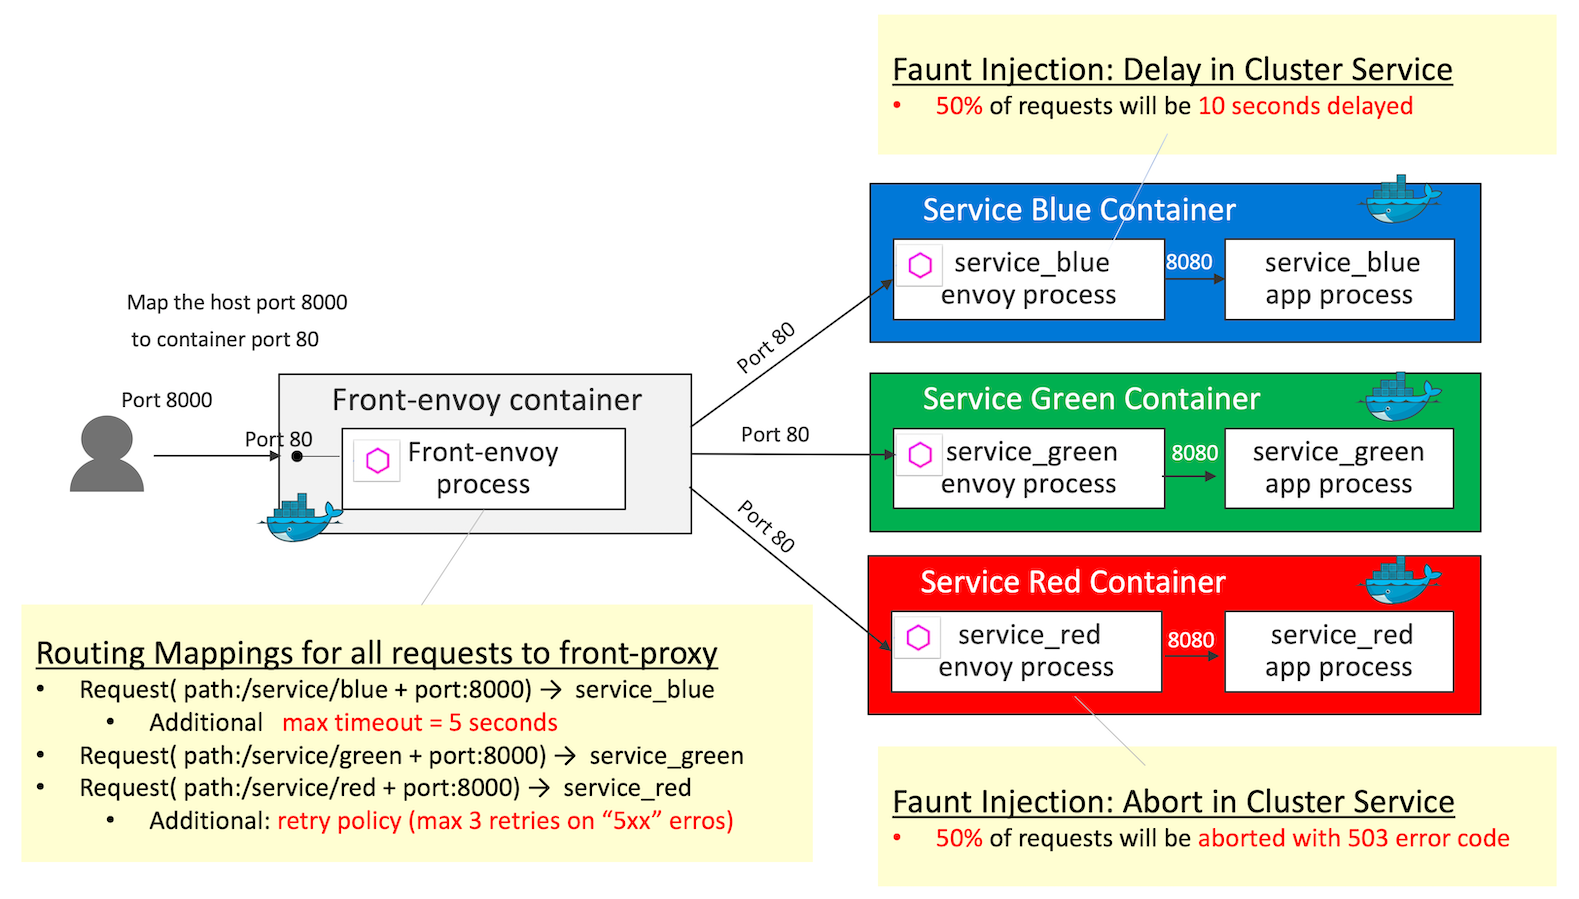 Faunt Injection: Delay in Cluster Service
• 50% of requests will be 10 seconds delayed
Service Blue Container
service_blue
envoy process
8080
service_blue
app process
Map the host port 8000
to container port 80
Port 8000
Port 80
Front-envoy container
Front-envoy
process
Port 80
Port 80
Port 80
Service Green Container
service_green
envoy process
8080
service_green
app process
Service Red Container
service_red
envoy process
8080
service_red
app process
Routing Mappings for all requests to front-proxy
• Request( path:/service/blue + port:8000) → service_blue
• Additional max timeout = 5 seconds
• Request( path:/service/green + port:8000) → service_green
• Request( path:/service/red + port:8000) → service_red
• Additional: retry policy (max 3 retries on “5xx” erros)
Faunt Injection: Abort in Cluster Service
• 50% of requests will be aborted with 503 error code